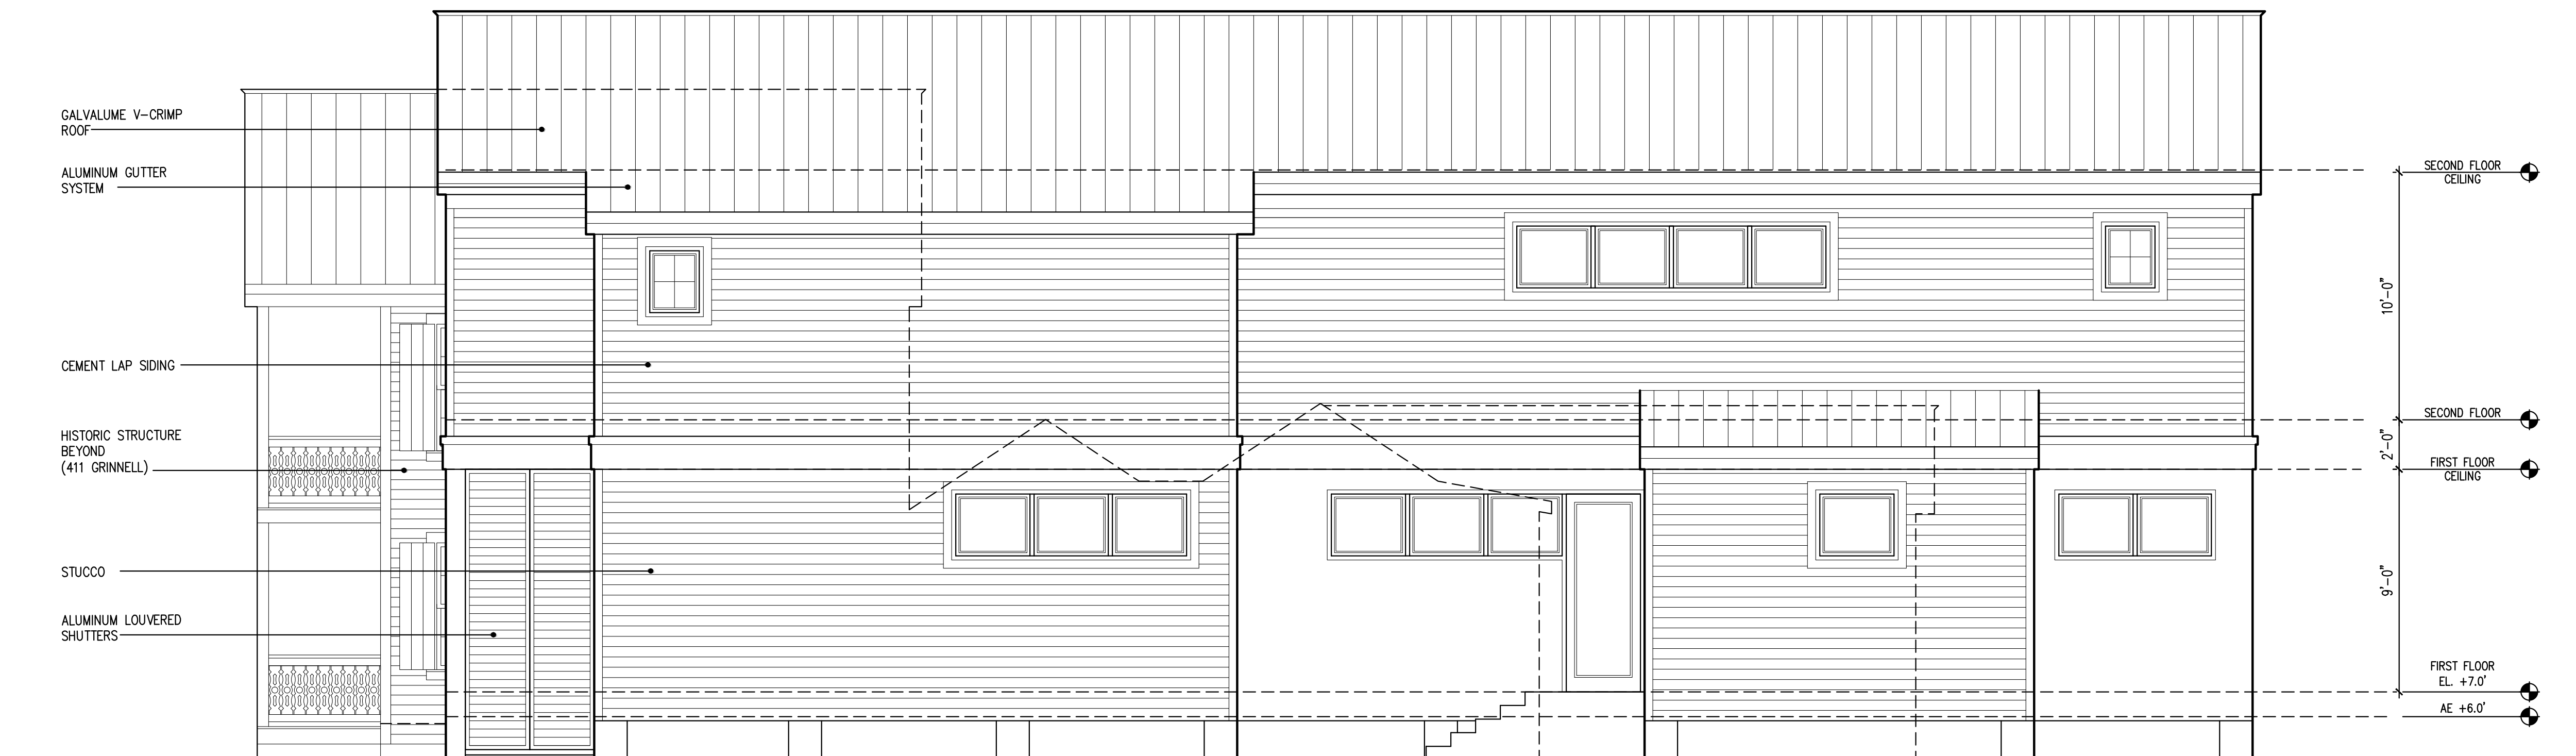 GALVALUME V-CRIMP
ROOF
ALUMINUM GUTTER
SYSTEM
CEMENT LAP SIDING
HISTORIC STRUCTURE
BEYOND
(411 GRINNELL)
STUCCO
ALUMINUM LOUVERED
SHUTTERS
SECOND FLOOR
CEILING
10'-0"
SECOND FLOOR
2'-0"
FIRST FLOOR
CEILING
9'-0"
FIRST FLOOR
EL. +7.0'
AE +6.0'